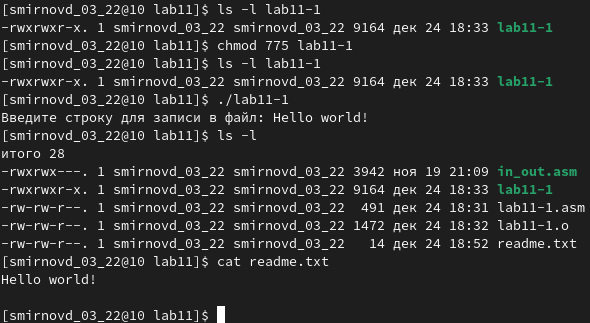 [smirnovd_03_22@10 lab11]$ ls -l lab11-1
-rwxrwxr-x. 1 smirnovd_03_22 smirnovd_03_22 9164 дек 24 18:33 lab11-1
[smirnovd_03_22@10 lab11]$ chmod 775 lab11-1
[smirnovd_03_22@10 lab11]$ ls -l lab11-1
-rwxrwxr-x. 1 smirnovd_03_22 smirnovd_03_22 9164 дек 24 18:33 lab11-1
[smirnovd_03_22@10 lab11]$ ./lab11-1
Введите строку для записи в файл: Hello world!
[smirnovd_03_22@10 lab11]$ ls -l
итого 28
-rwxrwx---. 1 smirnovd_03_22 smirnovd_03_22 3942 ноя 19 21:09 in_out.asm
-rwxrwxr-x. 1 smirnovd_03_22 smirnovd_03_22 9164 дек 24 18:33 lab11-1
-rw-rw-r--. 1 smirnovd_03_22 smirnovd_03_22  491 дек 24 18:31 lab11-1.asm
-rw-rw-r--. 1 smirnovd_03_22 smirnovd_03_22 1472 дек 24 18:32 lab11-1.o
-rw-rw-r--. 1 smirnovd_03_22 smirnovd_03_22   14 дек 24 18:52 readme.txt
[smirnovd_03_22@10 lab11]$ cat readme.txt
Hello world!
[smirnovd_03_22@10 lab11]$